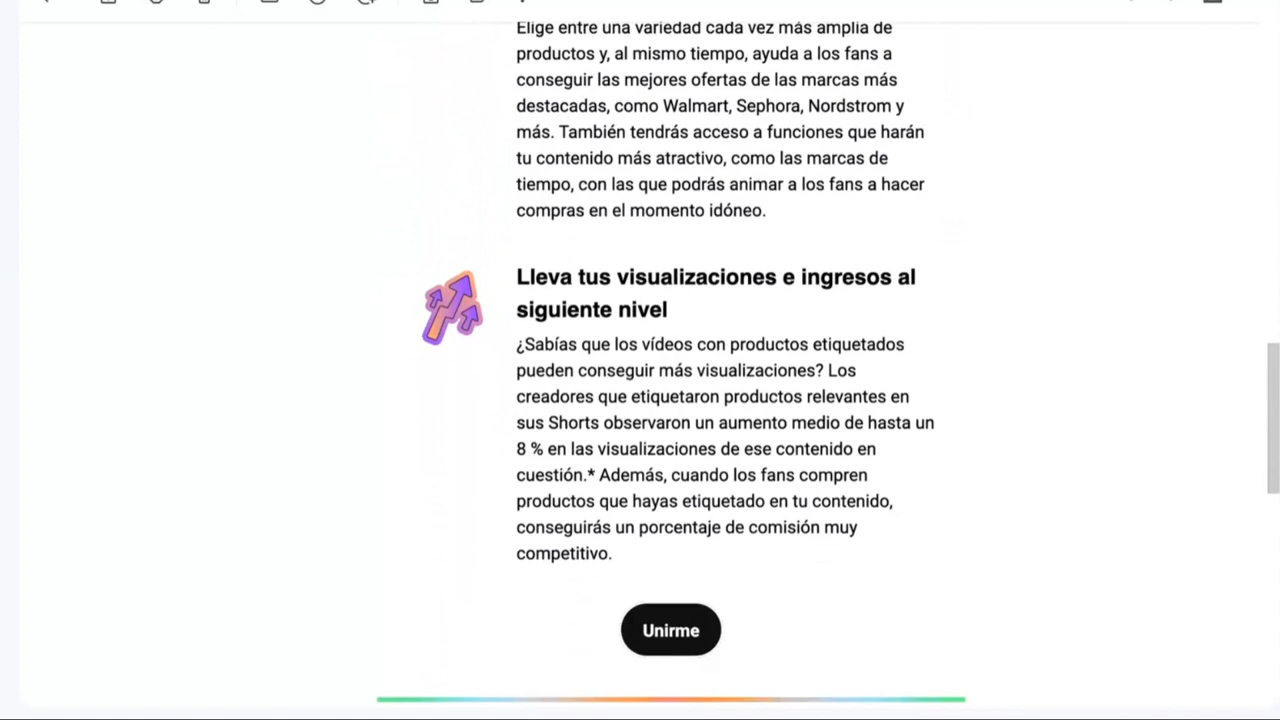 Elige entre una variedad cada vez más amplia de
productos y, al mismo tiempo, ayuda a los fans a
conseguir las mejores ofertas de las marcas más
destacadas, como Walmart, Sephora, Nordstrom y
más. También tendrás acceso a funciones que harán
tu contenido más atractivo, como las marcas de
tiempo, con las que podrás animar a los fans a hacer
compras en el momento idóneo.
Lleva tus visualizaciones e ingresos al
siguiente nivel
¿Sabías que los vídeos con productos etiquetados
pueden conseguir más visualizaciones? Los
creadores que etiquetaron productos relevantes en
sus Shorts observaron un aumento medio de hasta un
8 % en las visualizaciones de ese contenido en
cuestión.* Además, cuando los fans compren
productos que hayas etiquetado en tu contenido,
conseguirás un porcentaje de comisión muy
competitivo.
Unirme